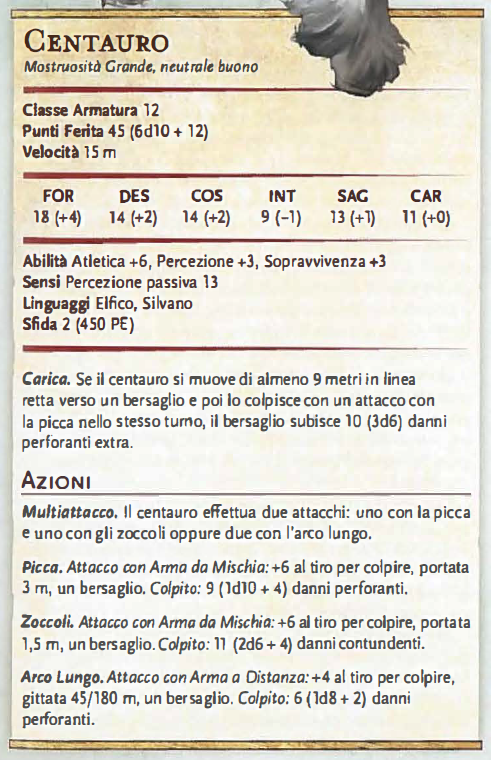 CENTAURO
Mostruosità Grande, neutrale buono
Classe Armatura 12
Punti Ferita 45 (6d10 + 12)
Velocità 15 m
FOR DES COS INT SAG CAR
18 (+4) 14 (+2) 14 (+2) 9 (-1) 13 (+1) 11 (+0)
Abilità Atletica +6, Percezione +3, Sopravvivenza +3
Sensi Percezione passiva 13
Linguaggi Elfico, Silvano
Sfida 2 (450 PE)
Carica. Se il centauro si muove di almeno 9 metri in linea
retta verso un bersaglio e poi lo colpisce con un attacco con
la picca nello stesso turno, il bersaglio subisce 10 (3d6) danni
perforanti extra.
AZIONI
Multiattacco. Il centauro effettua due attacchi: uno con la picca
e uno con gli zoccoli oppure due con l'arco lungo.
Picca. Attacco con Arma da Mischia: +6 al tiro per colpire, portata
3 m, un bersaglio. Colpito: 9 (1d10 + 4) danni perforanti.
Zoccoli. Attacco con Arma da Mischia: +6 al tiro per colpire, portata
1,5 m, un bersaglio. Colpito: 11 (2d6 + 4) danni contundenti.
Arco Lungo. Attacco con Arma a Distanza: +4 al tiro per colpire,
gittata 45/180 m, un bersaglio. Colpito: 6 (1d8 + 2) danni
perforanti.